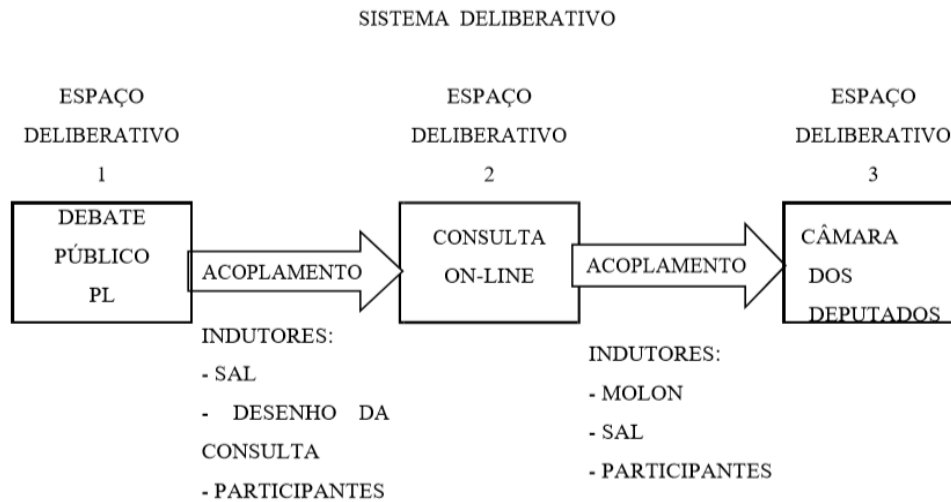 SISTEMA DELIBERATIVO
ESPAÇO
DELIBERATIVO
1
ESPAÇO
DELIBERATIVO
2
ESPAÇO
DELIBERATIVO
3
DEBATE
PÚBLICO
PL
ACOPLAMENTO
CONSULTA
ON-LINE
ACOPLAMENTO
CÂMARA
DOS
DEPUTADOS
INDUTORES:
- SAL
- DESENHO DA
CONSULTA
- PARTICIPANTES
INDUTORES:
- MOLON
- SAL
- PARTICIPANTES